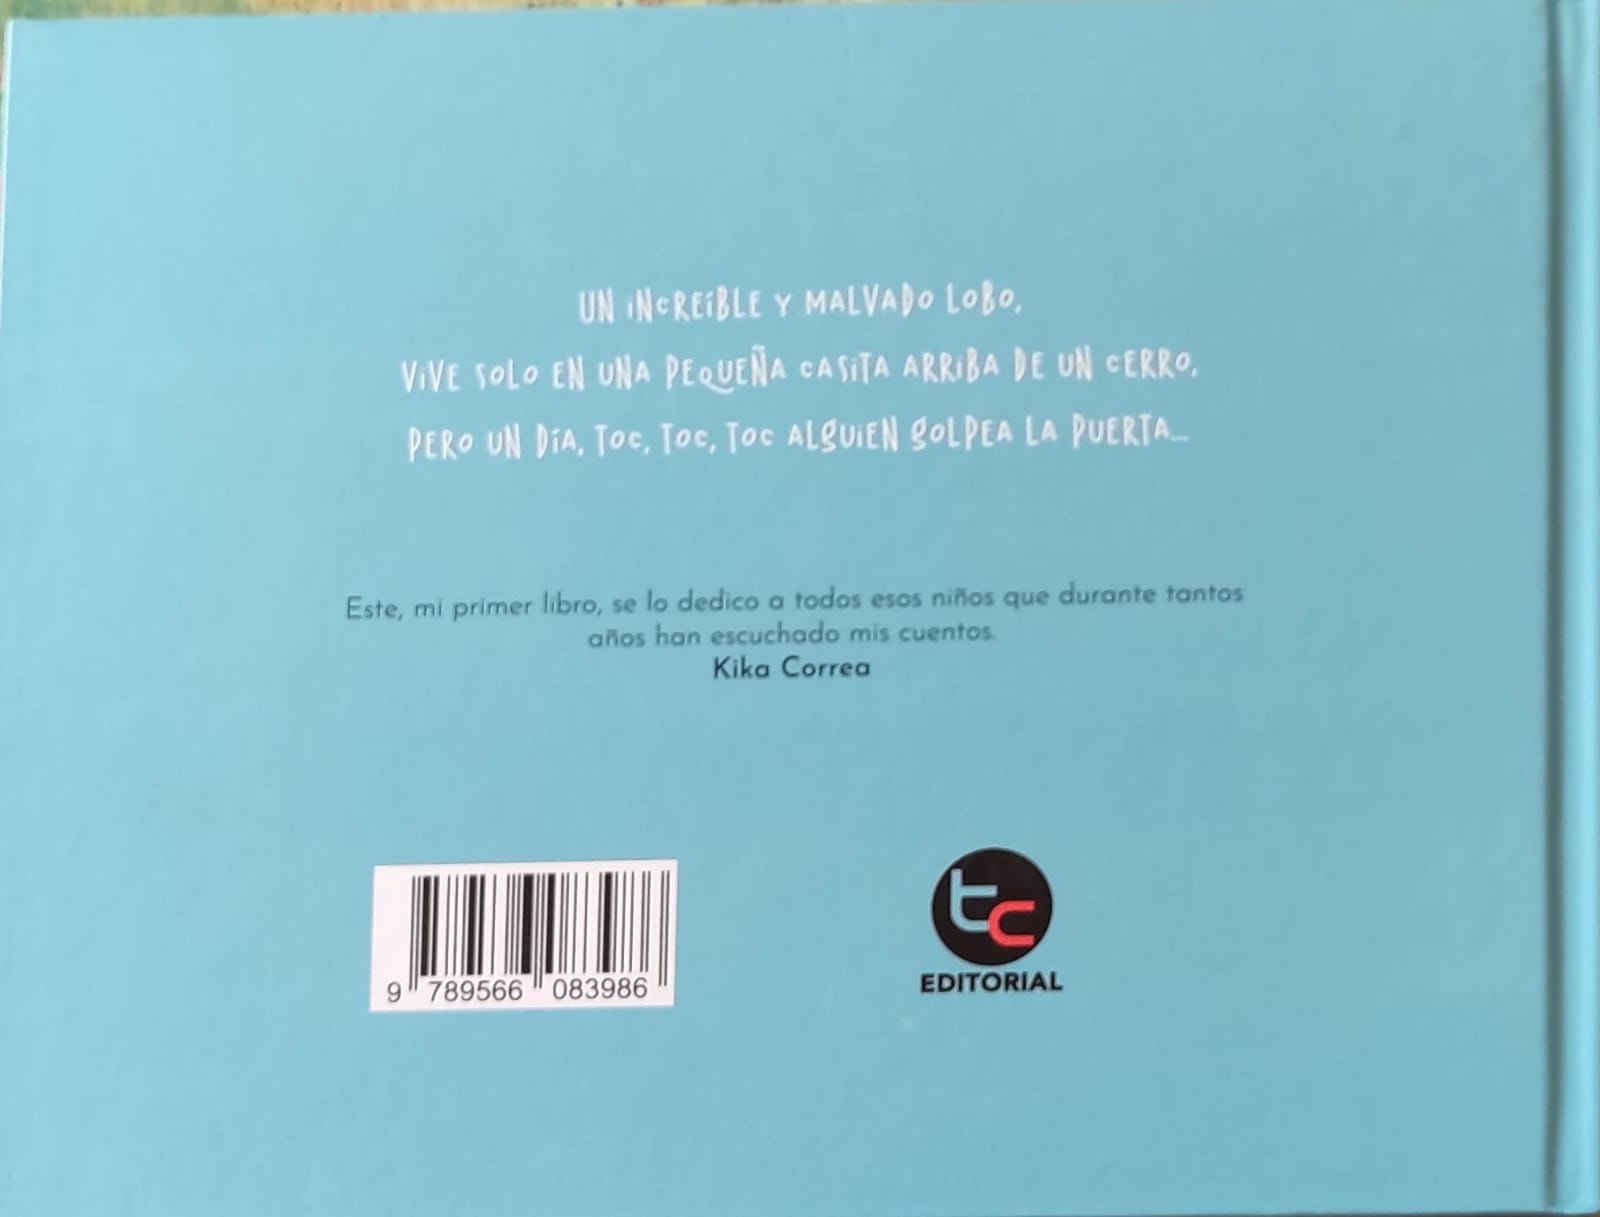 UN INCREÍBLE Y MALVADO LOBO,
VIVE SOLO EN UNA PEQUEÑA CASITA ARRIBA DE UN CERRO,
PERO UN DÍA, TOC, TOC, TOC ALGUIEN GOLPEA LA PUERTA...
Este, mi primer libro, se lo dedico a todos esos niños que durante tantos
años han escuchado mis cuentos.
Kika Correa
9 789566 083986
tc
EDITORIAL